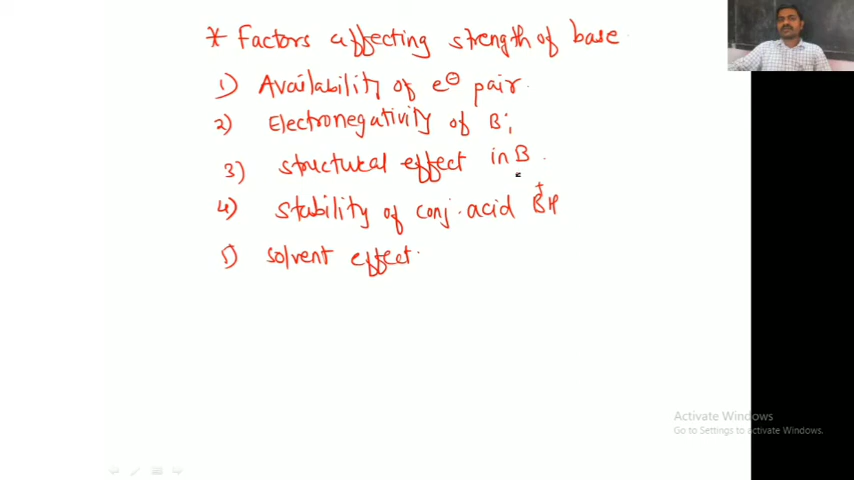 * Factors affecting strength of base
1) Availability of e⊖ pair.
2) Electronegativity of B:,
3) structural effect in B.
4) stability of conj. acid B⁺H
5) solvent effect.
Activate Windows
Go to Settings to Activate Windows.